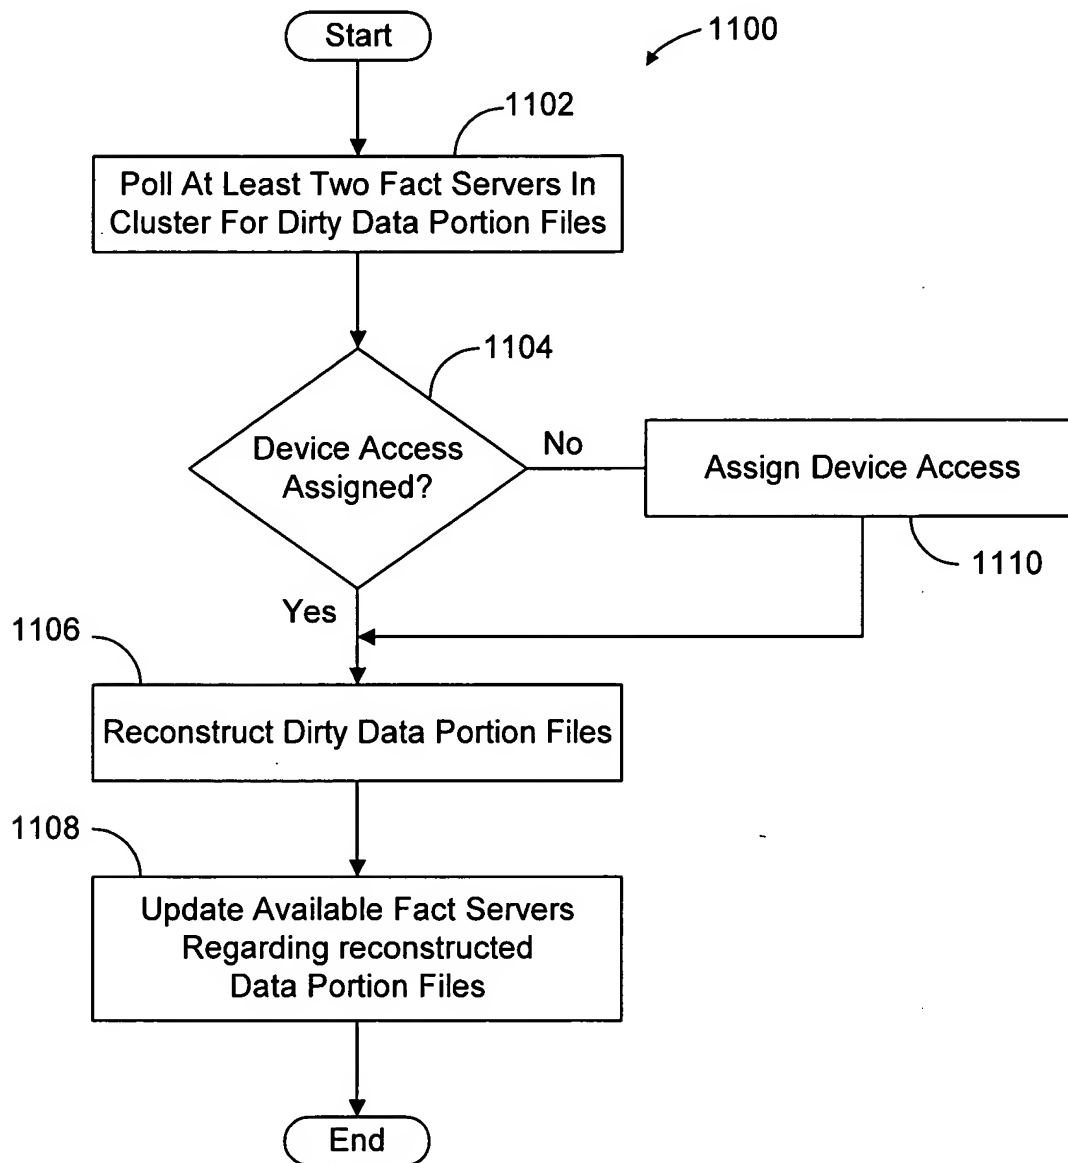 Start
1100
1102
Poll At Least Two Fact Servers In
Cluster For Dirty Data Portion Files
1104
Device Access
Assigned?
No
Assign Device Access
1110
Yes
1106
Reconstruct Dirty Data Portion Files
1108
Update Available Fact Servers
Regarding reconstructed
Data Portion Files
End